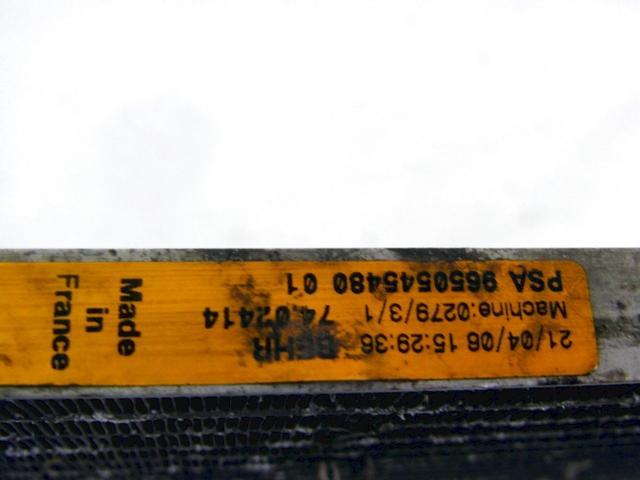 21/04/06 15:29:36 BEHR
Machine:0279/3/1 74.02414
PSA 9650545480 01
Made
in
France